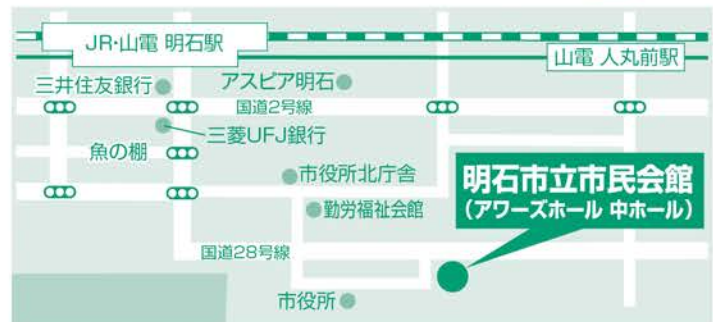 JR・山電 明石駅
山電 人丸前駅
三井住友銀行
アスピア明石
国道2号線
三菱UFJ銀行
魚の棚
市役所北庁舎
明石市立市民会館
(アワーズホール 中ホール)
勤労福祉会館
国道28号線
市役所